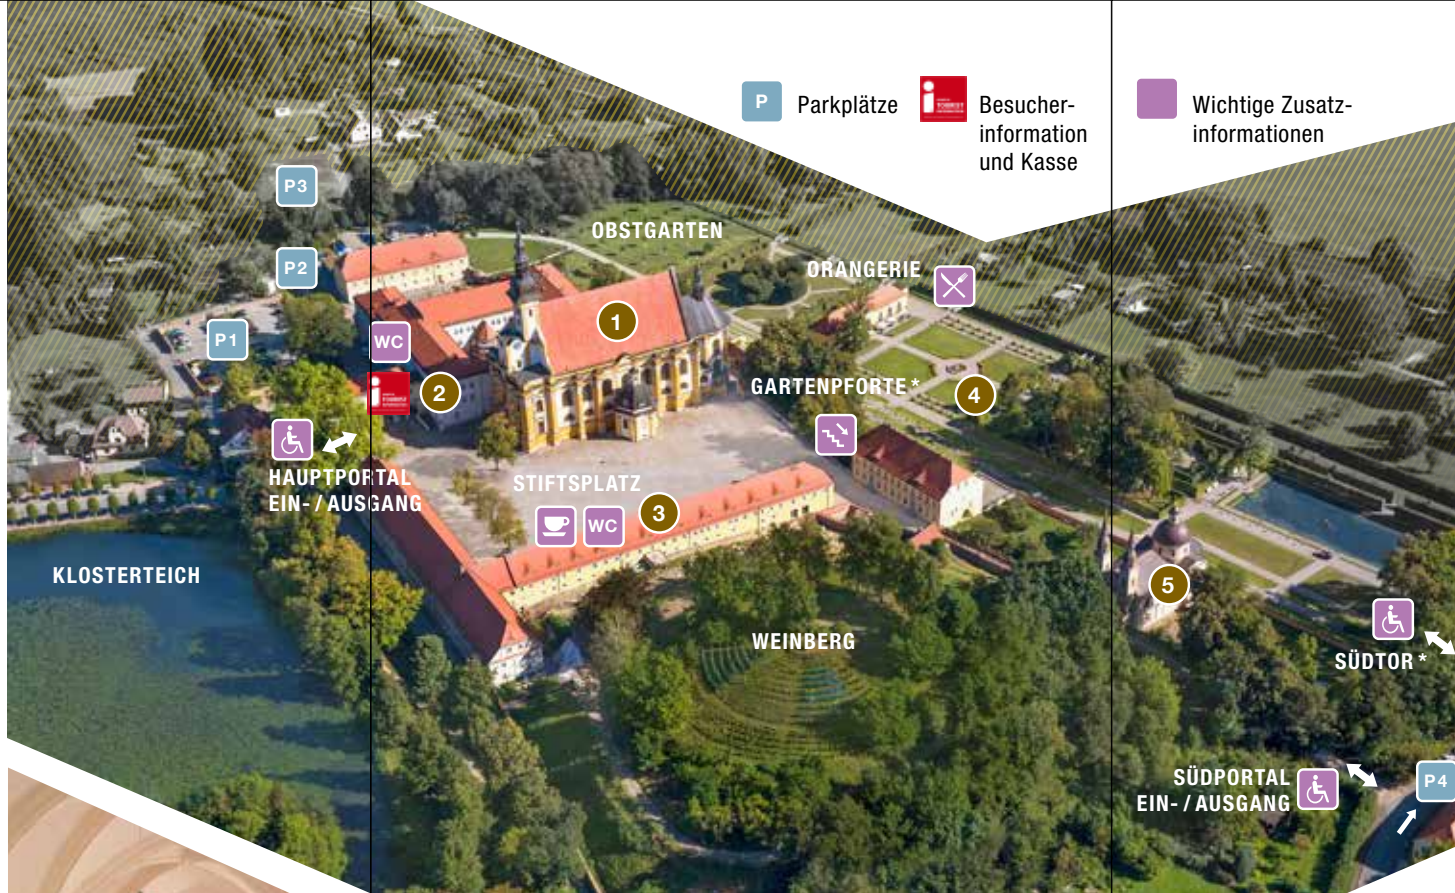 P Parkplätze
i
TOURIST
Besucher-
information
und Kasse
Wichtige Zusatz-
informationen
P3
OBSTGARTEN
P2
ORANGERIE
1
P1
WC
i
2
GARTENPFORTE*
4
HAUPTPORTAL
EIN- / AUSGANG
STIFTSPLATZ
WC
3
KLOSTERTEICH
5
WEINBERG
SÜDTOR*
SÜDPORTAL
EIN- / AUSGANG
P4